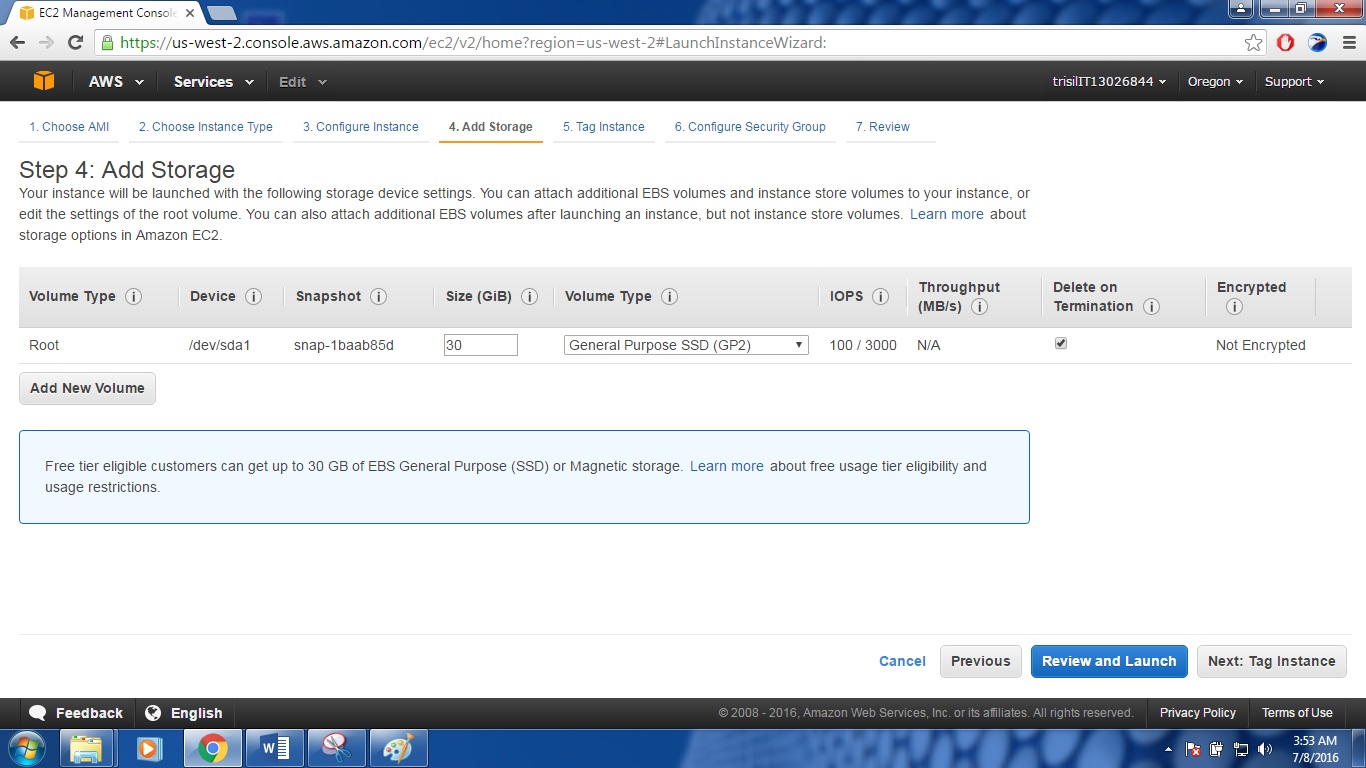 EC2 Management Console
https://us-west-2.console.aws.amazon.com/ec2/v2/home?region=us-west-2#LaunchInstanceWizard:
AWS Services Edit trisilIT13026844 Oregon Support
1. Choose AMI 2. Choose Instance Type 3. Configure Instance 4. Add Storage 5. Tag Instance 6. Configure Security Group 7. Review
Step 4: Add Storage
Your instance will be launched with the following storage device settings. You can attach additional EBS volumes and instance store volumes to your instance, or
edit the settings of the root volume. You can also attach additional EBS volumes after launching an instance, but not instance store volumes. Learn more about
storage options in Amazon EC2.
Volume Type i Device i Snapshot i Size (GiB) i Volume Type i IOPS i Throughput (MB/s) i Delete on Termination i Encrypted i
Root /dev/sda1 snap-1baab85d 30 General Purpose SSD (GP2) 100 / 3000 N/A Not Encrypted
Add New Volume
Free tier eligible customers can get up to 30 GB of EBS General Purpose (SSD) or Magnetic storage. Learn more about free usage tier eligibility and
usage restrictions.
Cancel Previous Review and Launch Next: Tag Instance
Feedback English © 2008 - 2016, Amazon Web Services, Inc. or its affiliates. All rights reserved. Privacy Policy Terms of Use
3:53 AM
7/8/2016